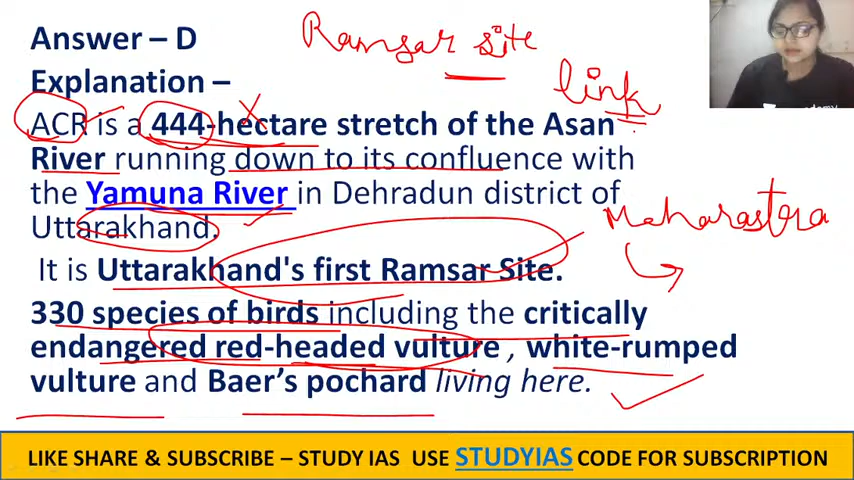 Answer – D
Ramsar site
Explanation –
link
ACR is a 444-hectare stretch of the Asan
River running down to its confluence with
the Yamuna River in Dehradun district of
Uttarakhand.
Maharastra
It is Uttarakhand's first Ramsar Site.
330 species of birds including the critically
endangered red-headed vulture , white-rumped
vulture and Baer's pochard living here.
LIKE SHARE & SUBSCRIBE – STUDY IAS USE STUDYIAS CODE FOR SUBSCRIPTION